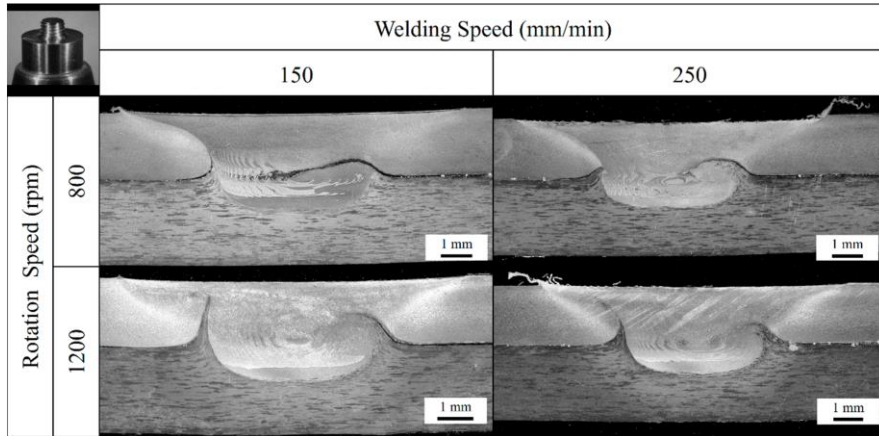 Welding Speed (mm/min)
150
250
Rotation Speed (rpm)
800
1 mm
1 mm
1200
1 mm
1 mm